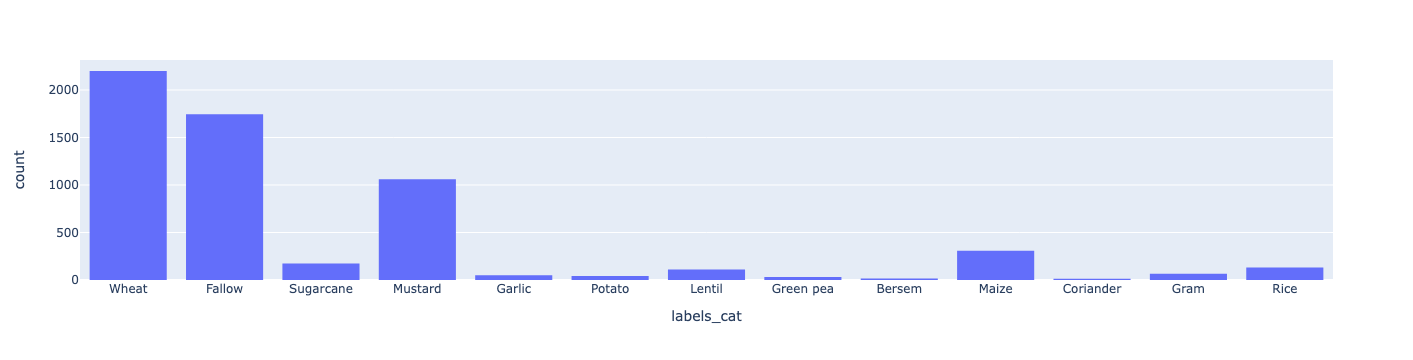 count
2000
1500
1000
500
0
Wheat Fallow Sugarcane Mustard Garlic Potato Lentil Green pea Bersem Maize Coriander Gram Rice
labels_cat